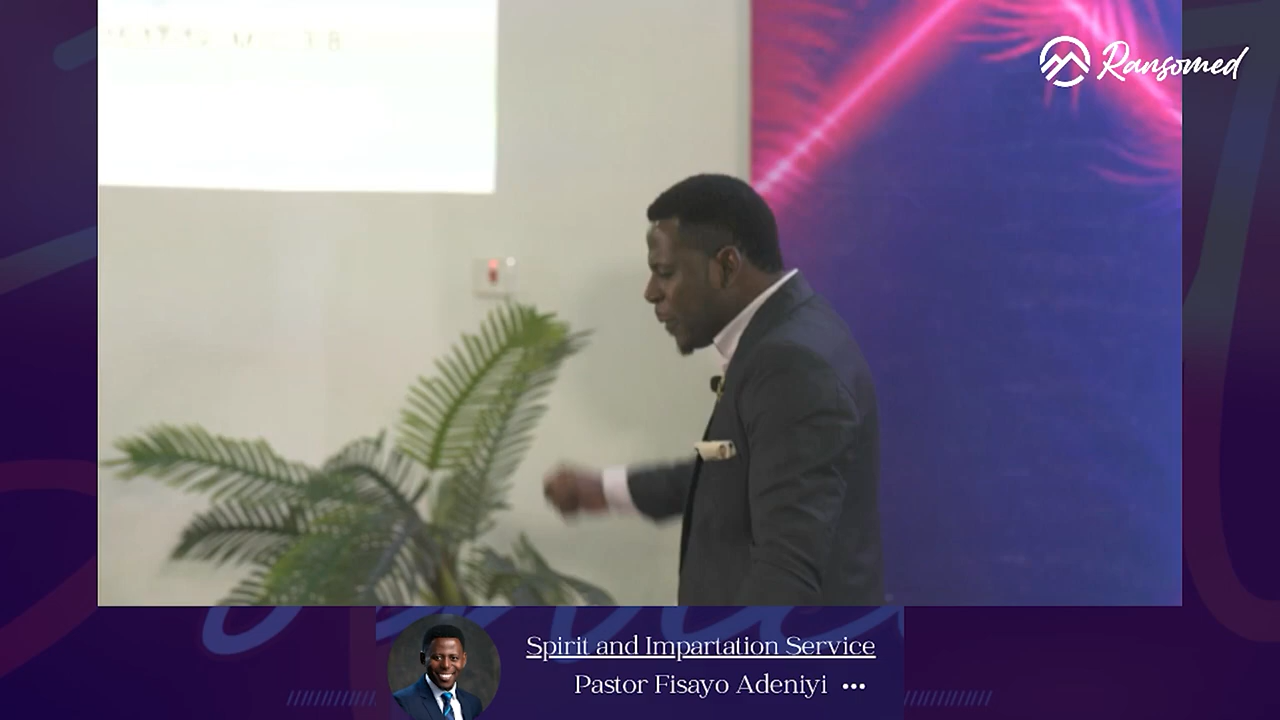 Ransomed
Spirit and Impartation Service
Pastor Fisayo Adeniyi •••